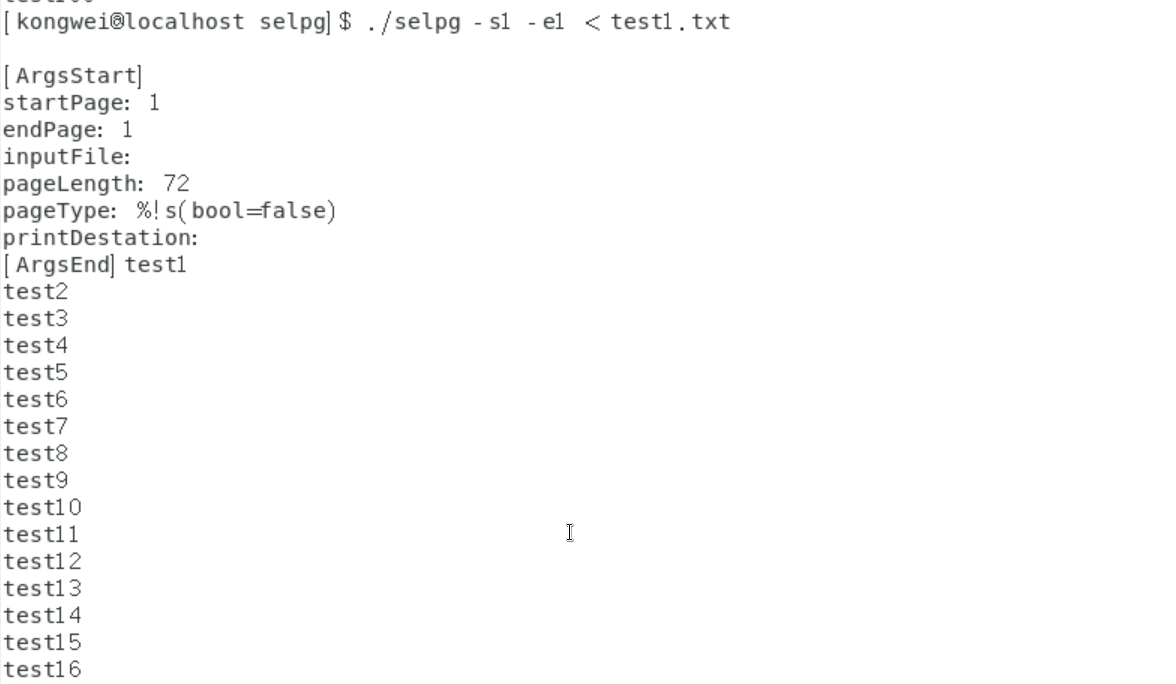 [kongwei@localhost selpg]$ ./selpg -s1 -e1 < test1.txt
[ArgsStart]
startPage: 1
endPage: 1
inputFile:
pageLength: 72
pageType: %!s(bool=false)
printDestation:
[ArgsEnd]test1
test2
test3
test4
test5
test6
test7
test8
test9
test10
test11
test12
test13
test14
test15
test16